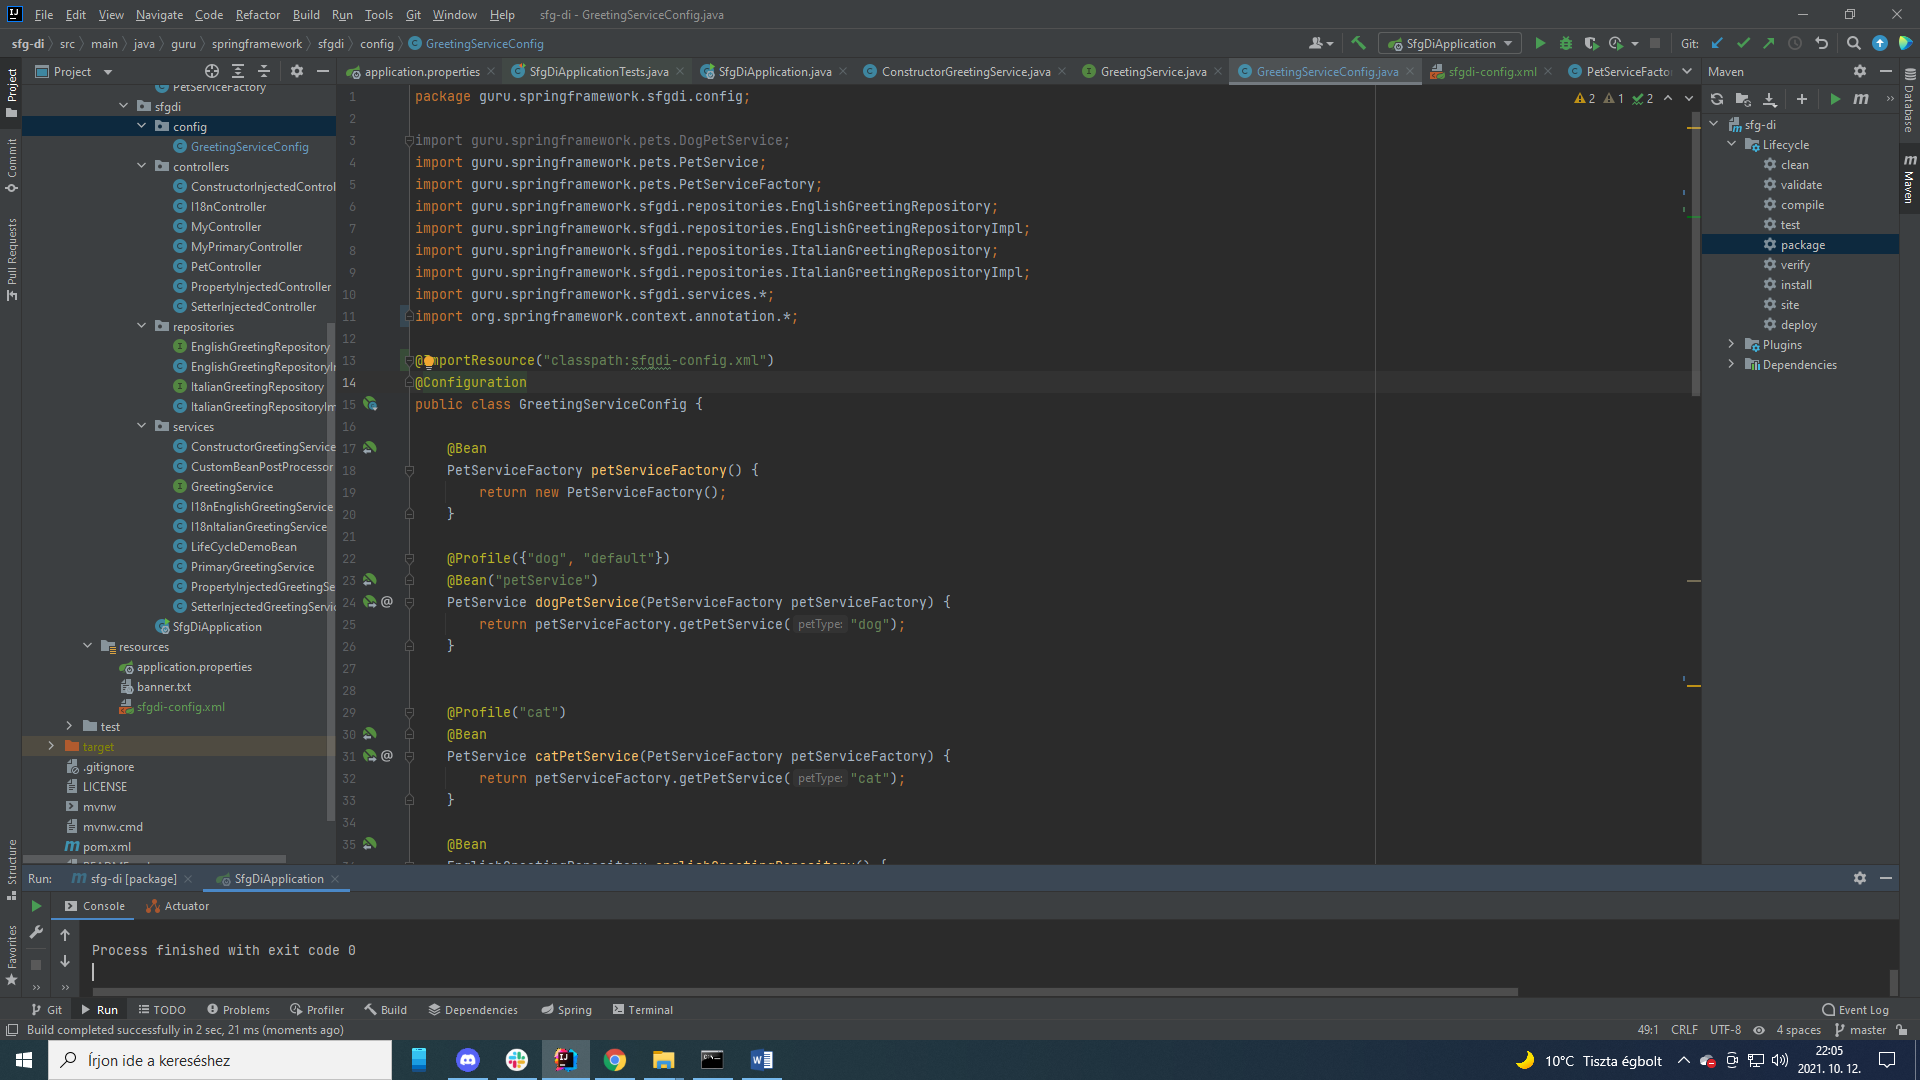 File Edit View Navigate Code Refactor Build Run Tools Git Window Help sfg-di - GreetingServiceConfig.java
sfg-di src main java guru springframework sfgdi config GreetingServiceConfig
SfgDiApplication Git:
Project
application.properties SfgDiApplicationTests.java SfgDiApplication.java ConstructorGreetingService.java GreetingService.java GreetingServiceConfig.java sfgdi-config.xml PetServiceFacto
Maven
Project
Commit
Pull Requests
Structure
Favorites
PetServiceFactory
sfgdi
config
GreetingServiceConfig
controllers
ConstructorInjectedControl
I18nController
MyController
MyPrimaryController
PetController
PropertyInjectedController
SetterInjectedController
repositories
EnglishGreetingRepository
EnglishGreetingRepositoryI
ItalianGreetingRepository
ItalianGreetingRepositoryIm
services
ConstructorGreetingService
CustomBeanPostProcessor
GreetingService
I18nEnglishGreetingService
I18nItalianGreetingService
LifeCycleDemoBean
PrimaryGreetingService
PropertyInjectedGreetingSe
SetterInjectedGreetingServi
SfgDiApplication
resources
application.properties
banner.txt
sfgdi-config.xml
test
target
.gitignore
LICENSE
mvnw
mvnw.cmd
pom.xml
2 1 2
1 package guru.springframework.sfgdi.config;
2
3 import guru.springframework.pets.DogPetService;
4 import guru.springframework.pets.PetService;
5 import guru.springframework.pets.PetServiceFactory;
6 import guru.springframework.sfgdi.repositories.EnglishGreetingRepository;
7 import guru.springframework.sfgdi.repositories.EnglishGreetingRepositoryImpl;
8 import guru.springframework.sfgdi.repositories.ItalianGreetingRepository;
9 import guru.springframework.sfgdi.repositories.ItalianGreetingRepositoryImpl;
10 import guru.springframework.sfgdi.services.*;
11 import org.springframework.context.annotation.*;
12
13 @ImportResource("classpath:sfgdi-config.xml")
14 @Configuration
15 public class GreetingServiceConfig {
16
17 @Bean
18 PetServiceFactory petServiceFactory() {
19 return new PetServiceFactory();
20 }
21
22 @Profile({"dog", "default"})
23 @Bean("petService")
24 @ PetService dogPetService(PetServiceFactory petServiceFactory) {
25 return petServiceFactory.getPetService( petType: "dog");
26 }
27
28
29 @Profile("cat")
30 @Bean
31 @ PetService catPetService(PetServiceFactory petServiceFactory) {
32 return petServiceFactory.getPetService( petType: "cat");
33 }
34
35 @Bean
EnglishGreetingRepository englishGreetingRepository() {
sfg-di
Lifecycle
clean
validate
compile
test
package
verify
install
site
deploy
Plugins
Dependencies
Database
Maven
Run: sfg-di [package] SfgDiApplication
Console Actuator
Process finished with exit code 0
Git Run TODO Problems Profiler Build Dependencies Spring Terminal Event Log
Build completed successfully in 2 sec, 21 ms (moments ago) 49:1 CRLF UTF-8 4 spaces master
Írjon ide a kereséshez 10°C Tiszta égbolt
22:05
2021. 10. 12.